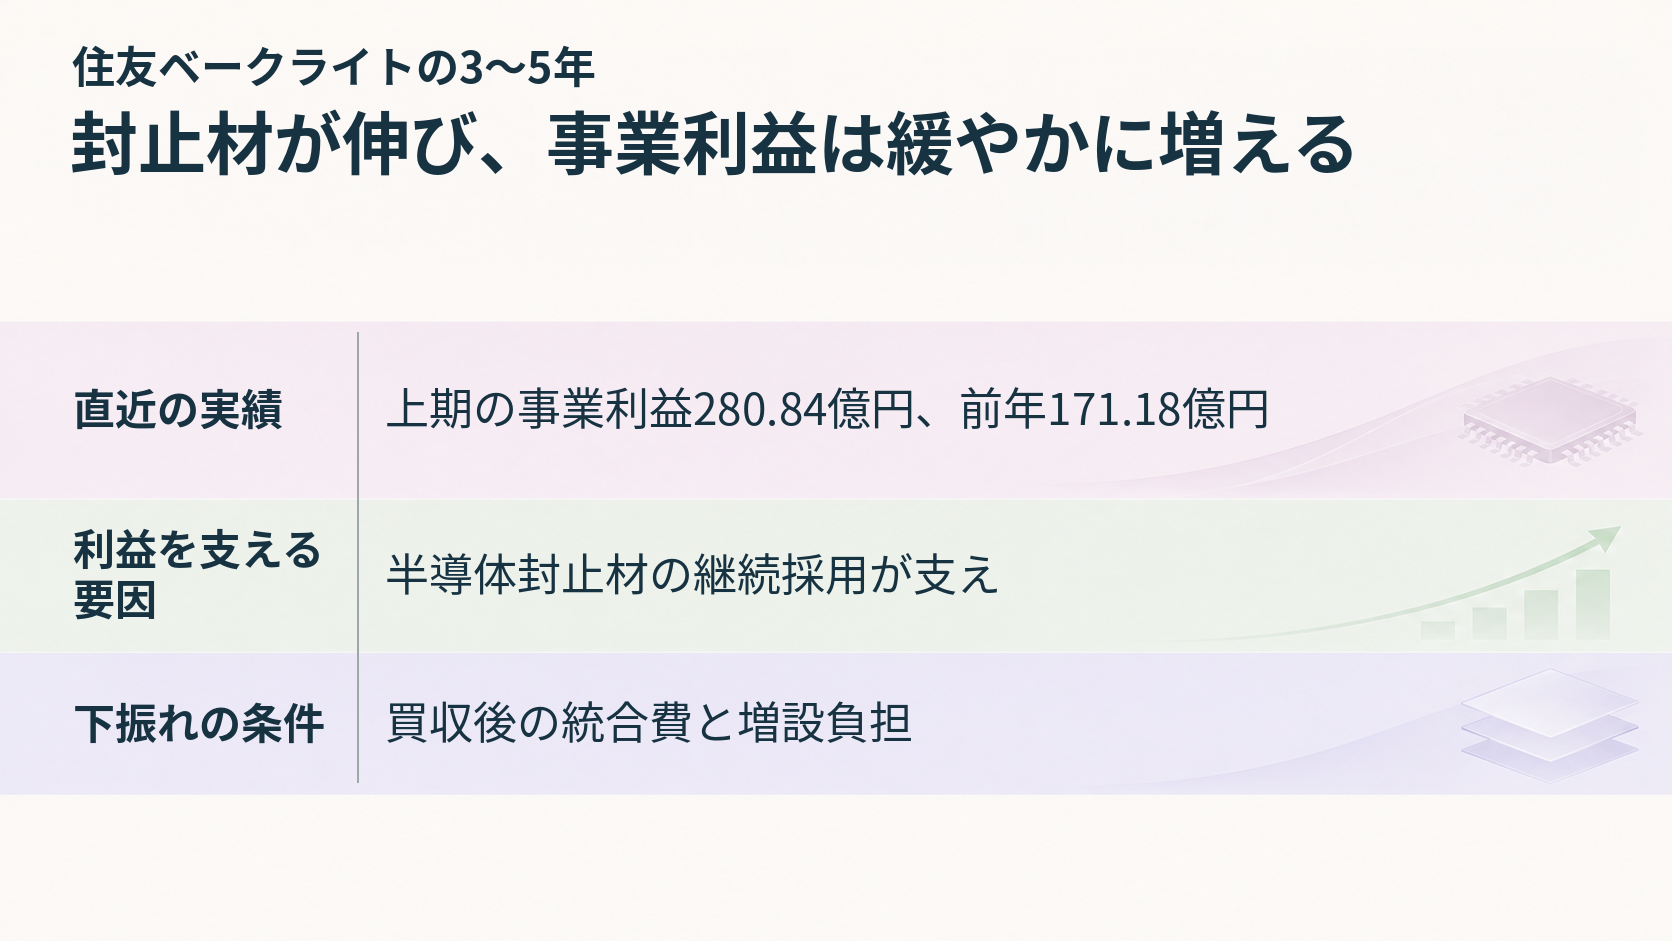 住友ベークライトの3〜5年
封止材が伸び、事業利益は緩やかに増える
直近の実績
上期の事業利益280.84億円、前年171.18億円
利益を支える
要因
半導体封止材の継続採用が支え
下振れの条件
買収後の統合費と増設負担